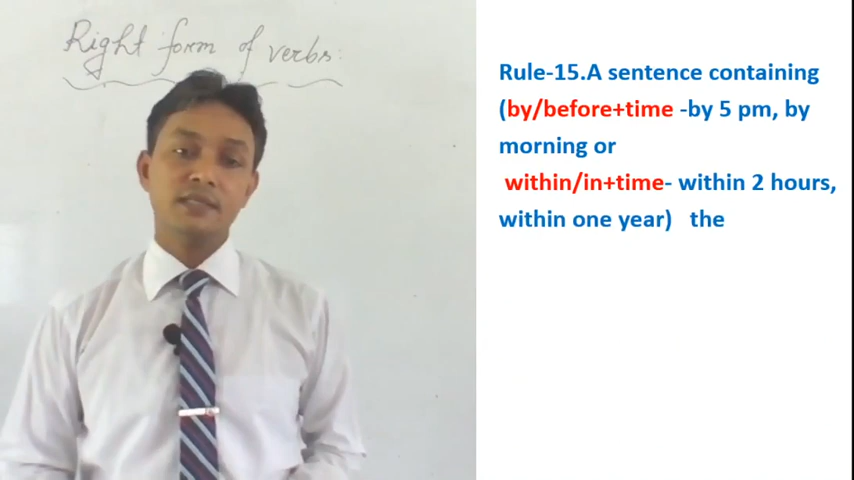 Right form of verbs:
Rule-15.A sentence containing
(by/before+time -by 5 pm, by
morning or
within/in+time- within 2 hours,
within one year) the